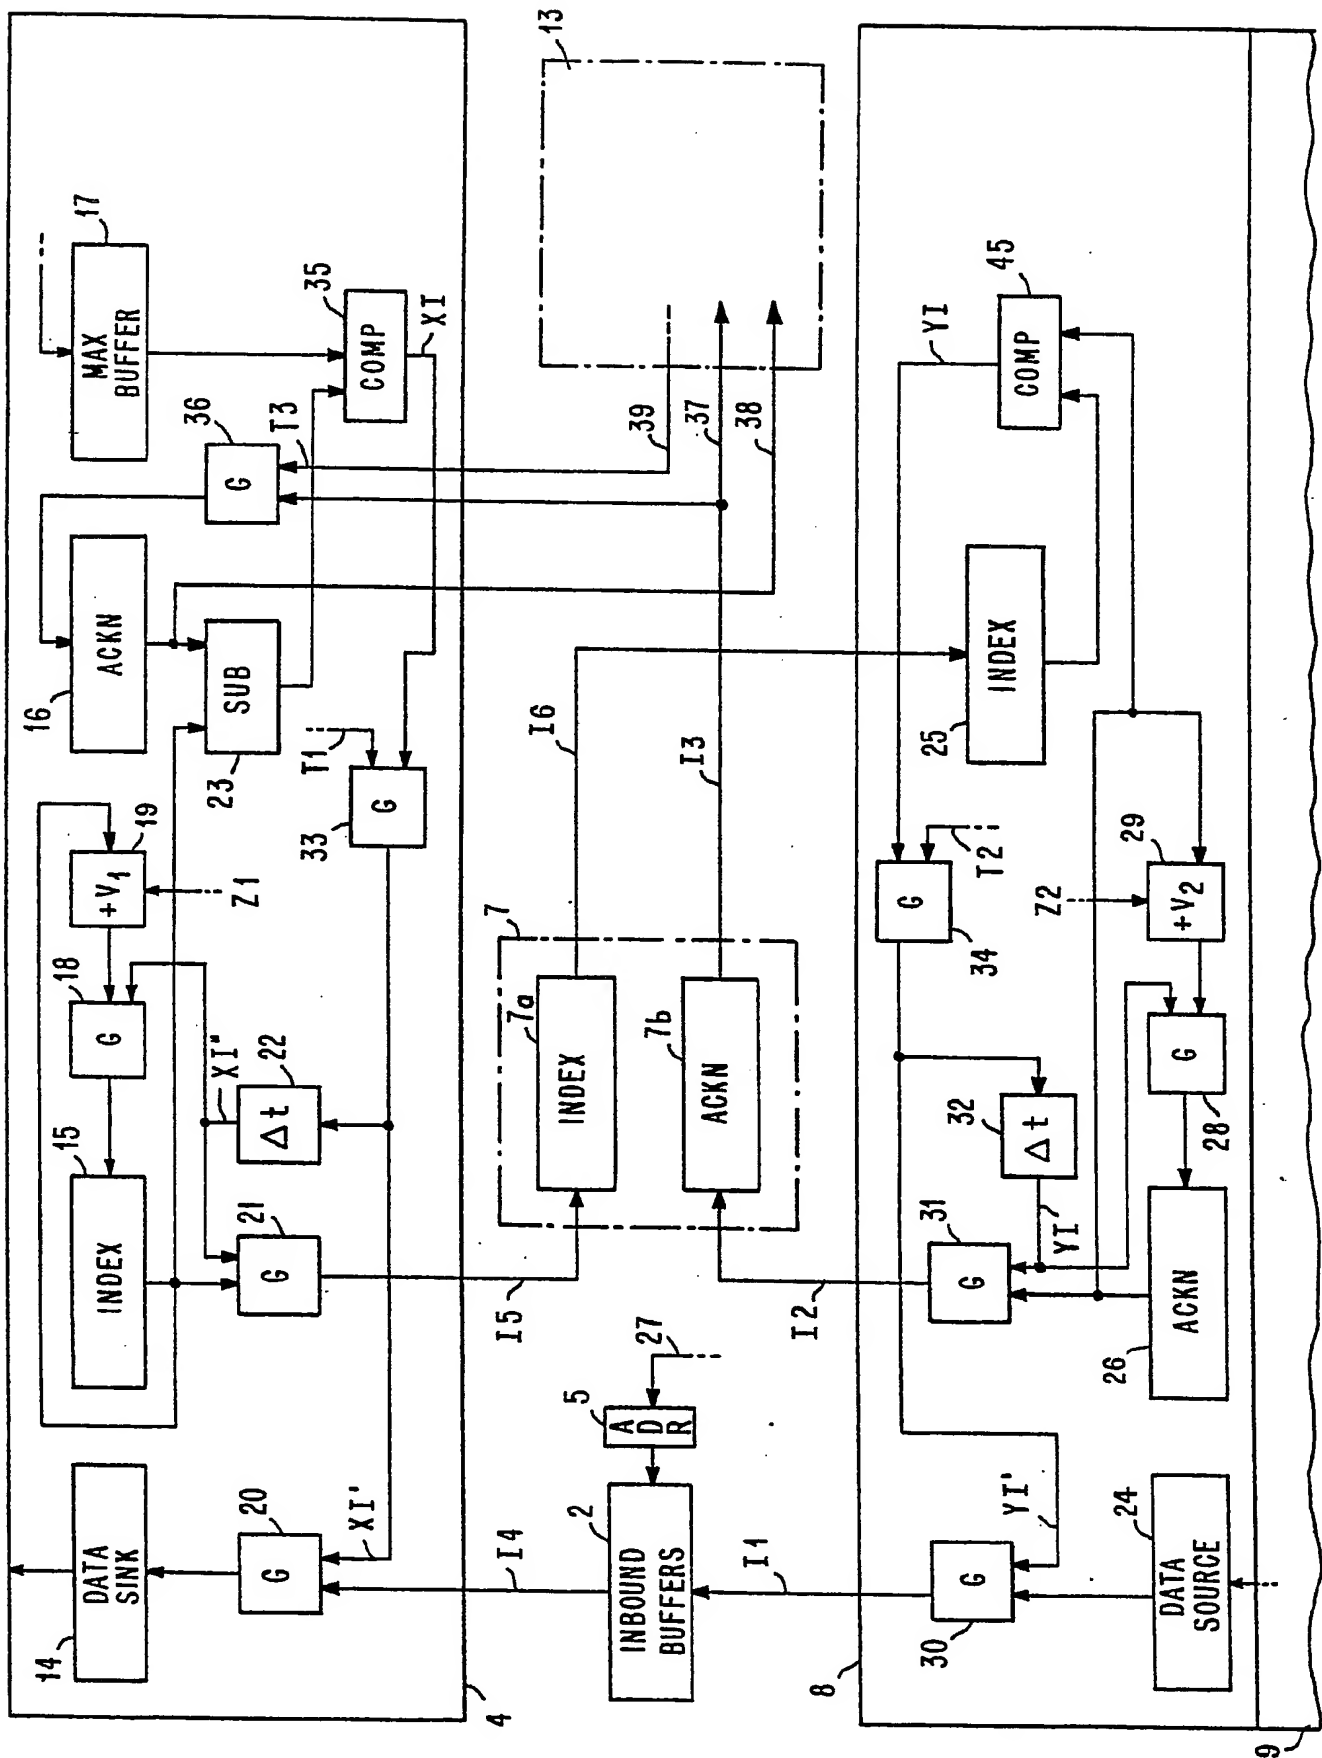 13
17
MAX
BUFFER
35
COMP
XI
36
G
T3
39
37
38
16
ACKN
SUB
23
T1
G
33
19
+V1
Z1
18
G
XI"
22
Δt
15
INDEX
21
G
14
DATA
SINK
20
G
XI'
4
I6
I3
7
7a
INDEX
7b
ACKN
I5
I2
27
5
ADR
2
INBOUND
BUFFERS
I4
I1
45
COMP
YI
25
INDEX
T2
G
34
29
+V2
Z2
G
28
32
Δt
YI
31
G
26
ACKN
YI'
24
DATA
SOURCE
G
30
8
9